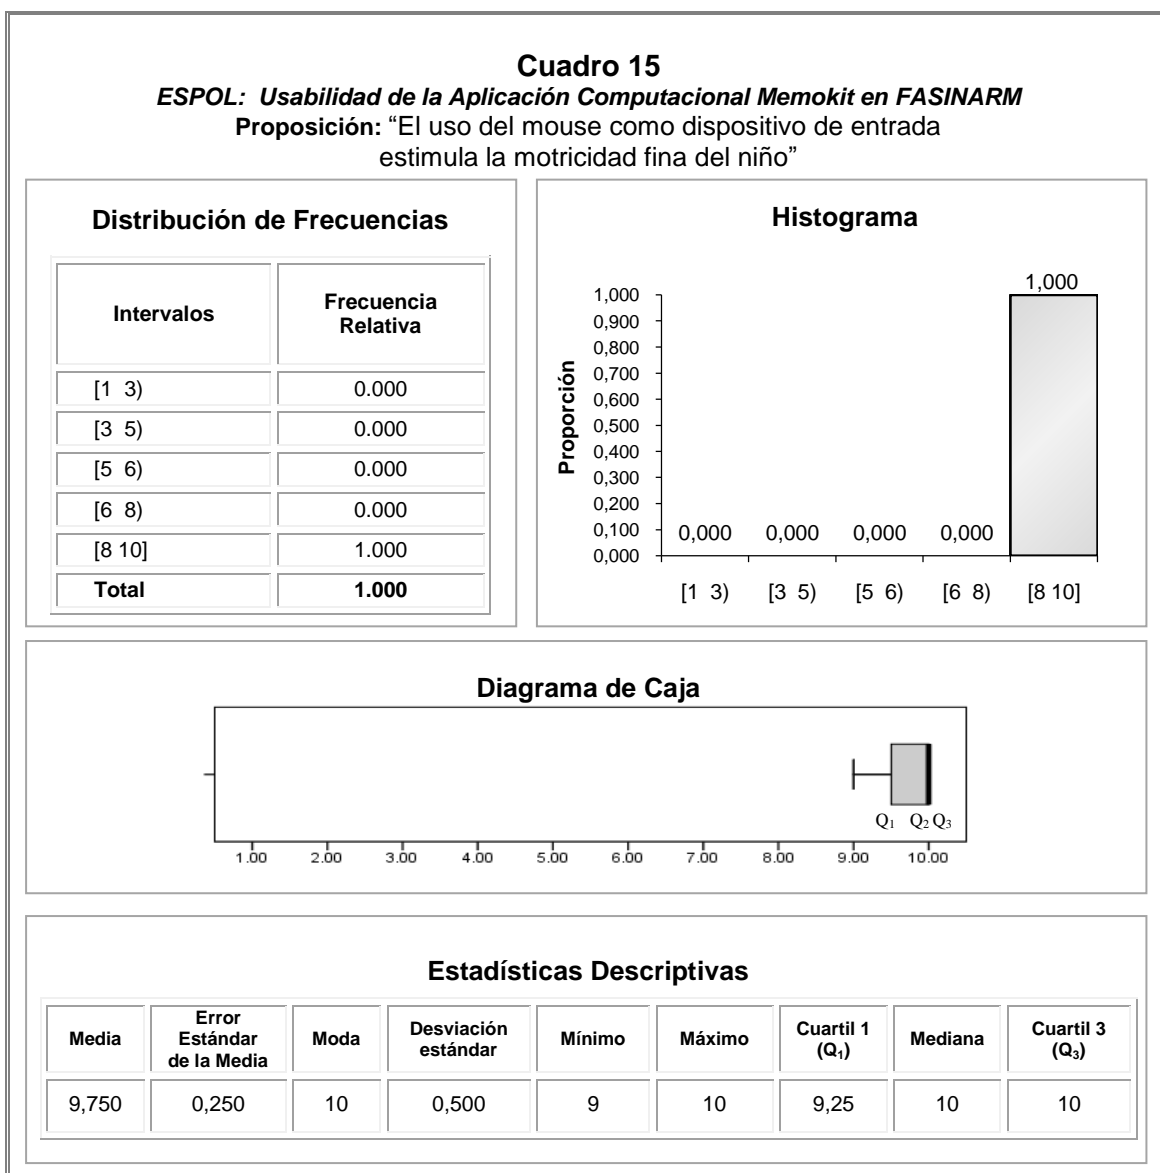 Cuadro 15
ESPOL: Usabilidad de la Aplicación Computacional Memokit en FASINARM
Proposición: “El uso del mouse como dispositivo de entrada
estimula la motricidad fina del niño”
Distribución de Frecuencias
Intervalos Frecuencia Relativa
[1 3) 0.000
[3 5) 0.000
[5 6) 0.000
[6 8) 0.000
[8 10] 1.000
Total 1.000
Histograma
Proporción
1,000
0,900
0,800
0,700
0,600
0,500
0,400
0,300
0,200
0,100
0,000
0,000 0,000 0,000 0,000 1,000
[1 3) [3 5) [5 6) [6 8) [8 10]
Diagrama de Caja
Q1 Q2 Q3
1.00 2.00 3.00 4.00 5.00 6.00 7.00 8.00 9.00 10.00
Estadísticas Descriptivas
Media Error Estándar de la Media Moda Desviación estándar Mínimo Máximo Cuartil 1 (Q1) Mediana Cuartil 3 (Q3)
9,750 0,250 10 0,500 9 10 9,25 10 10